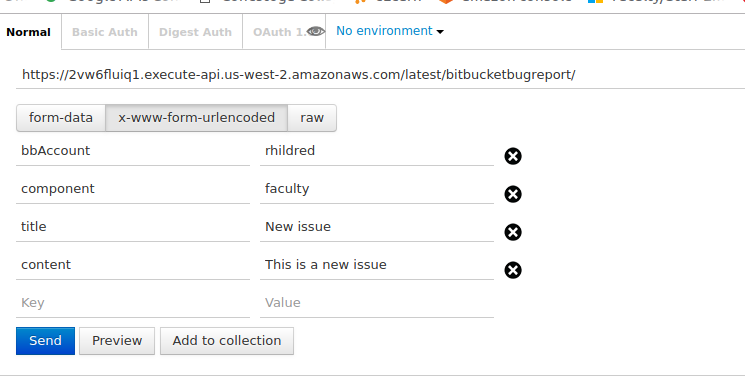 Normal Basic Auth Digest Auth OAuth 1. No environment
https://2vw6fluiq1.execute-api.us-west-2.amazonaws.com/latest/bitbucketbugreport/
form-data x-www-form-urlencoded raw
bbAccount rhildred
component faculty
title New issue
content This is a new issue
Key Value
Send Preview Add to collection